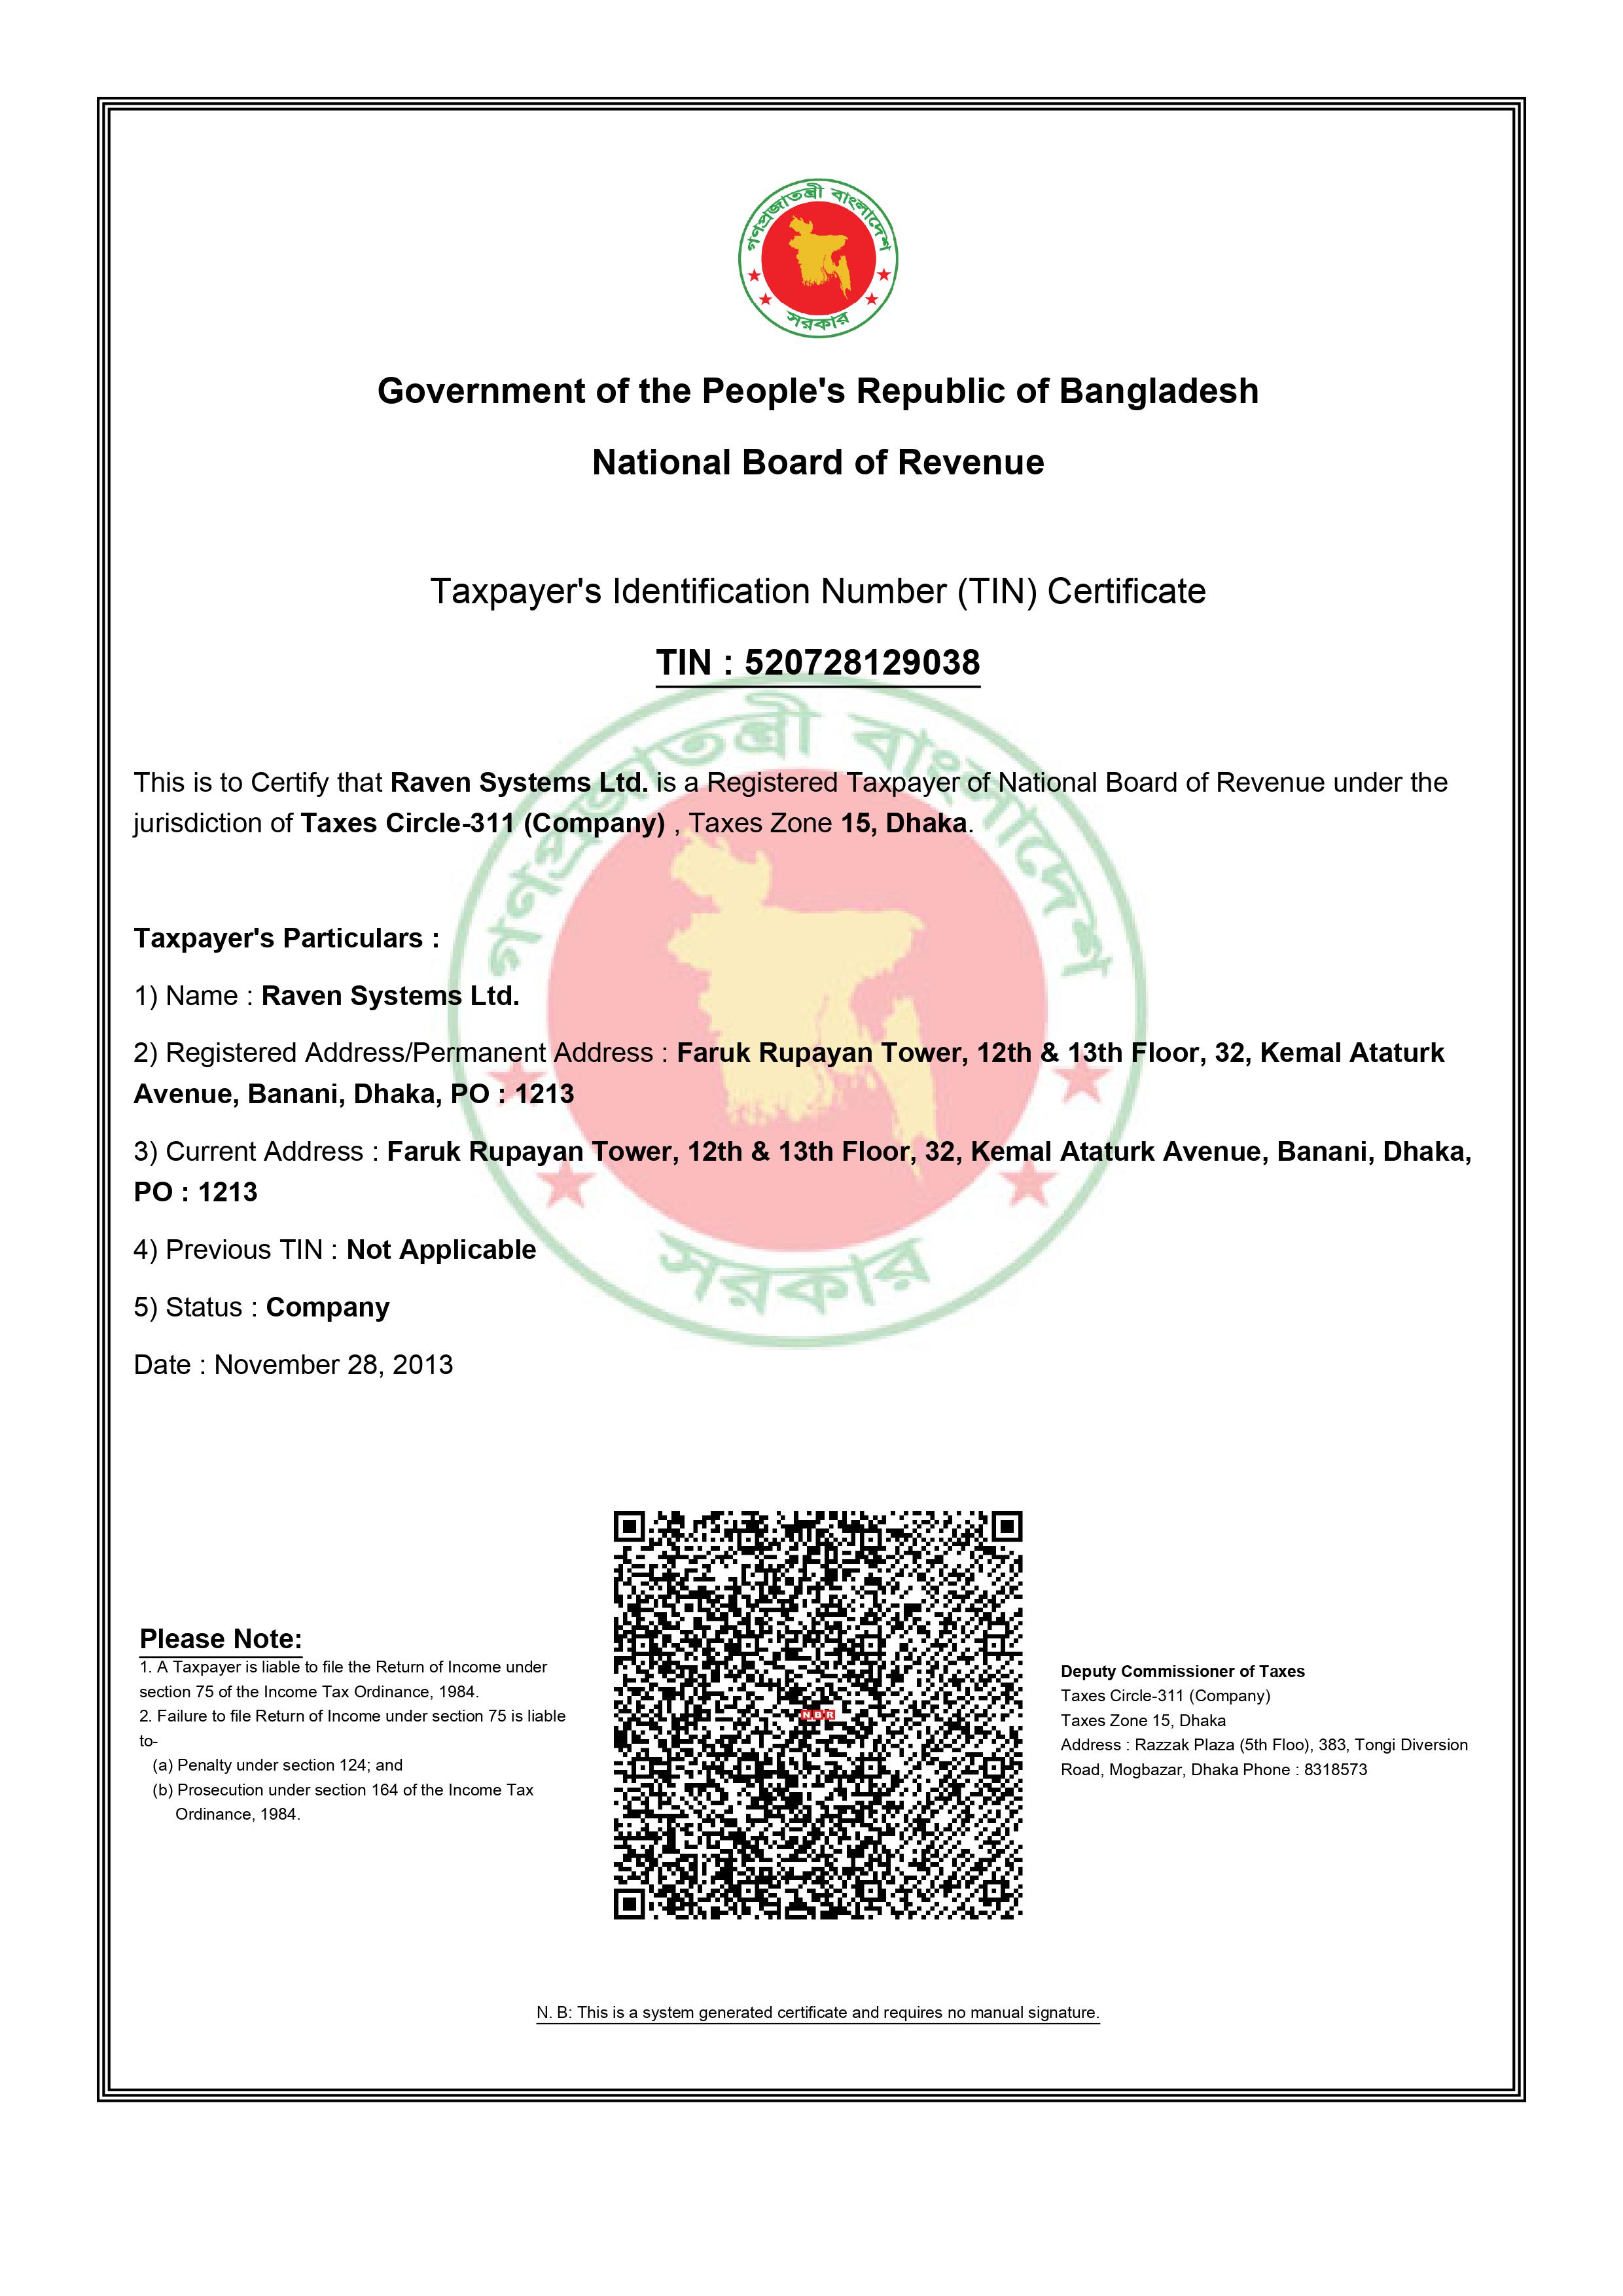 গণপ্রজাতন্ত্রী বাংলাদেশ
সরকার
Government of the People's Republic of Bangladesh
National Board of Revenue
Taxpayer's Identification Number (TIN) Certificate
TIN : 520728129038
This is to Certify that Raven Systems Ltd. is a Registered Taxpayer of National Board of Revenue under the
jurisdiction of Taxes Circle-311 (Company) , Taxes Zone 15, Dhaka.
গণপ্রজাতন্ত্রী বাংলাদেশ
Taxpayer's Particulars :
1) Name : Raven Systems Ltd.
2) Registered Address/Permanent Address : Faruk Rupayan Tower, 12th & 13th Floor, 32, Kemal Ataturk
Avenue, Banani, Dhaka, PO : 1213
3) Current Address : Faruk Rupayan Tower, 12th & 13th Floor, 32, Kemal Ataturk Avenue, Banani, Dhaka,
PO : 1213
4) Previous TIN : Not Applicable
সরকার
5) Status : Company
Date : November 28, 2013
Please Note:
1. A Taxpayer is liable to file the Return of Income under
section 75 of the Income Tax Ordinance, 1984.
2. Failure to file Return of Income under section 75 is liable
to-
(a) Penalty under section 124; and
(b) Prosecution under section 164 of the Income Tax
Ordinance, 1984.
NBR
Deputy Commissioner of Taxes
Taxes Circle-311 (Company)
Taxes Zone 15, Dhaka
Address : Razzak Plaza (5th Floo), 383, Tongi Diversion
Road, Mogbazar, Dhaka Phone : 8318573
N. B: This is a system generated certificate and requires no manual signature.